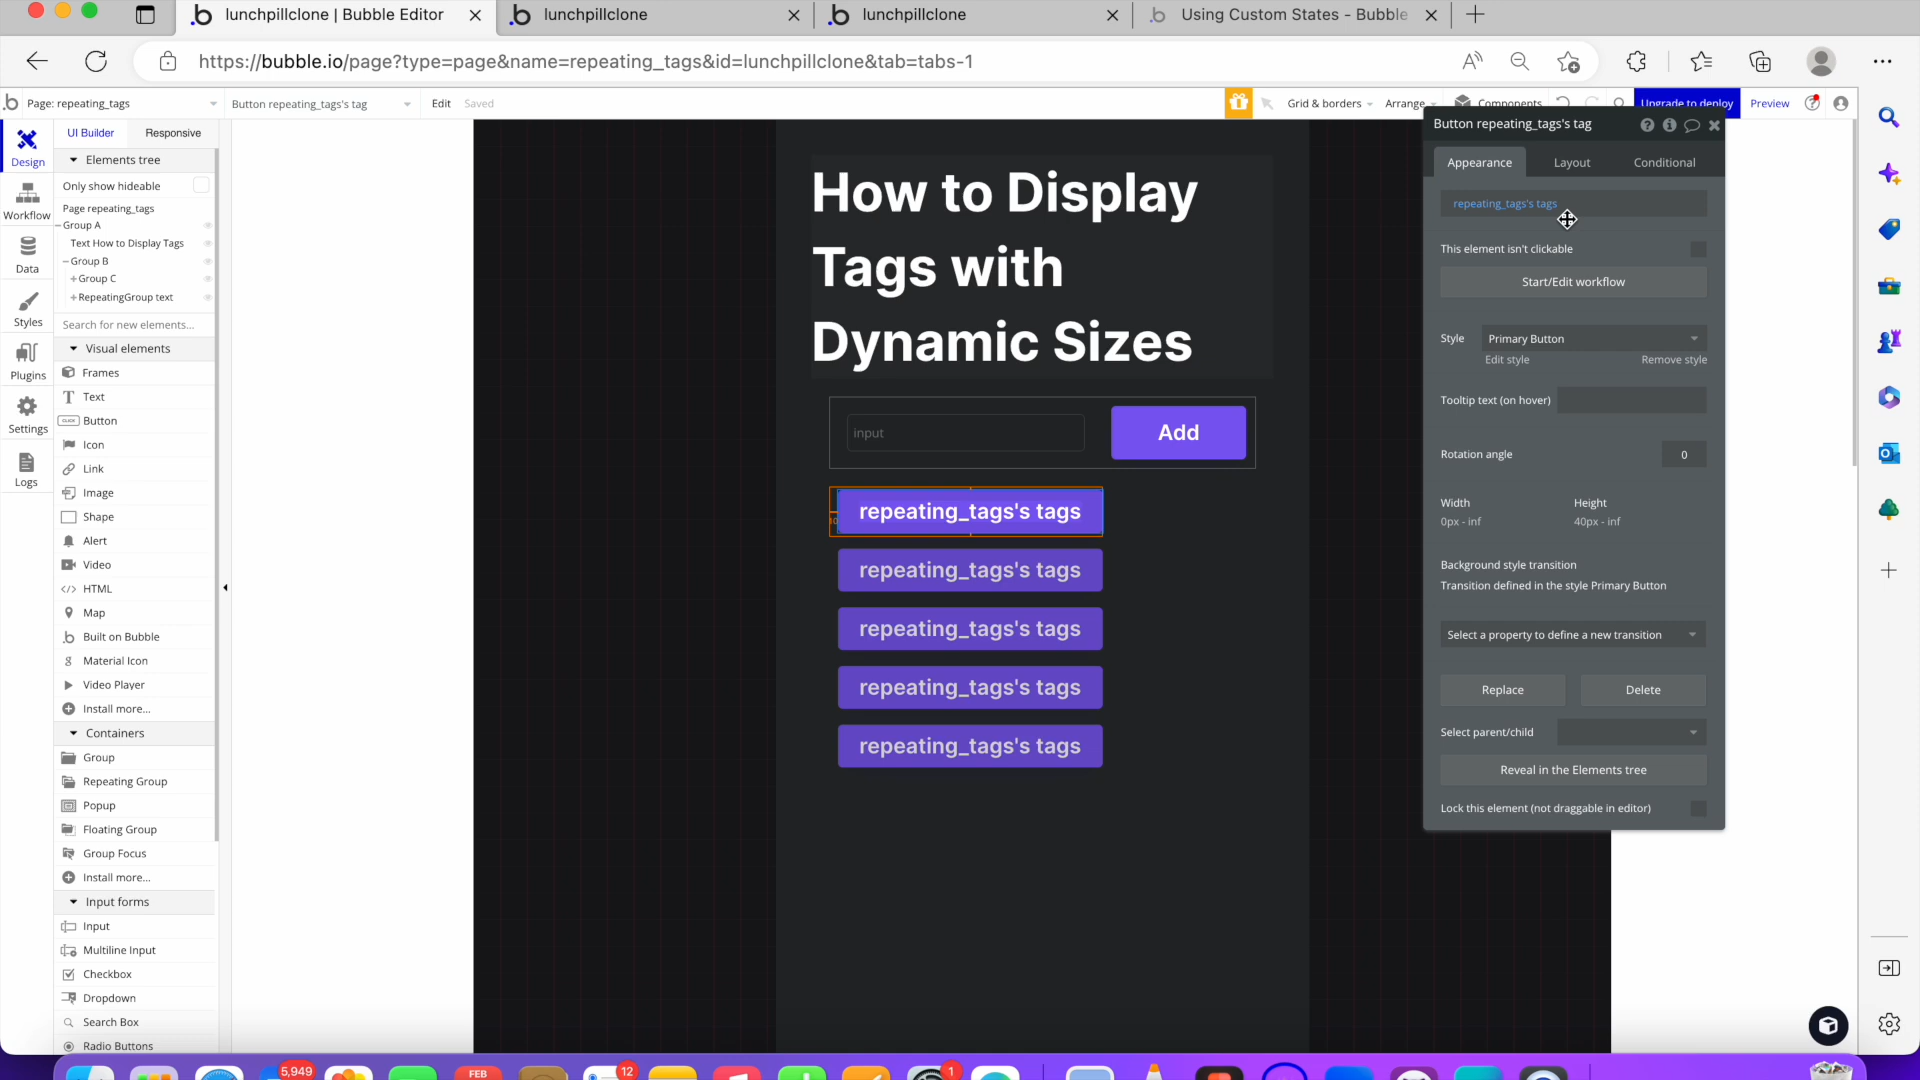 lunchpillclone | Bubble Editor
lunchpillclone
lunchpillclone
Using Custom States - Bubble
https://bubble.io/page?type=page&name=repeating_tags&id=lunchpillclone&tab=tabs-1
Page: repeating_tags
Button repeating_tags's tag
Edit
Saved
Grid & borders
Arrange
Components
Upgrade to deploy
Preview
Design
Workflow
Data
Styles
Plugins
Settings
Logs
UI Builder
Responsive
Elements tree
Only show hideable
Page repeating_tags
Group A
Text How to Display Tags
Group B
Group C
RepeatingGroup text
Search for new elements...
Visual elements
Frames
Text
Button
Icon
Link
Image
Shape
Alert
Video
HTML
Map
Built on Bubble
Material Icon
Video Player
Install more...
Containers
Group
Repeating Group
Popup
Floating Group
Group Focus
Install more...
Input forms
Input
Multiline Input
Checkbox
Dropdown
Search Box
Radio Buttons
How to Display
Tags with
Dynamic Sizes
input
Add
repeating_tags's tags
repeating_tags's tags
repeating_tags's tags
repeating_tags's tags
repeating_tags's tags
Button repeating_tags's tag
Appearance
Layout
Conditional
repeating_tags's tags
This element isn't clickable
Start/Edit workflow
Style
Primary Button
Edit style
Remove style
Tooltip text (on hover)
Rotation angle
0
Width
Height
0px - inf
40px - inf
Background style transition
Transition defined in the style Primary Button
Select a property to define a new transition
Replace
Delete
Select parent/child
Reveal in the Elements tree
Lock this element (not draggable in editor)
5,949
FEB
12
1